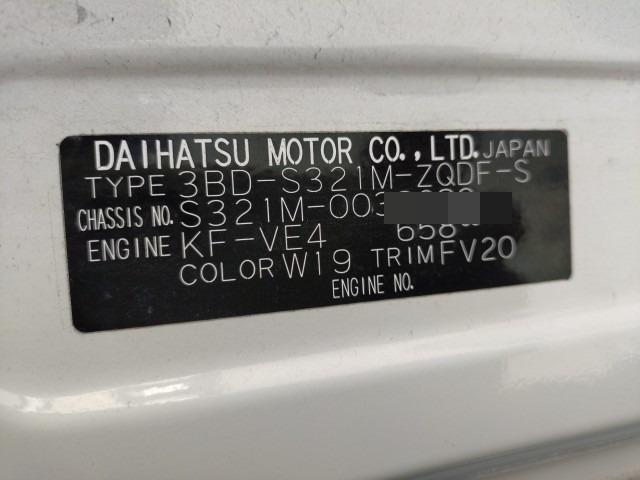 DAIHATSU MOTOR CO., LTD. JAPAN
TYPE 3BD-S321M-ZQDF-S
CHASSIS NO. S321M-003
ENGINE KF-VE4 658
COLOR W19 TRIM FV20
ENGINE NO.